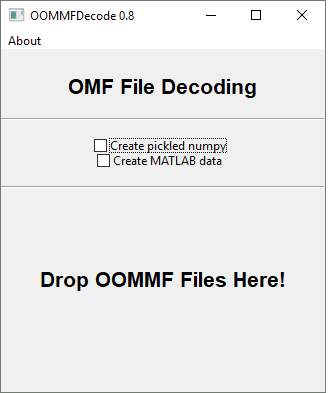 OOMMFDecode 0.8
About
OMF File Decoding
Create pickled numpy
Create MATLAB data
Drop OOMMF Files Here!